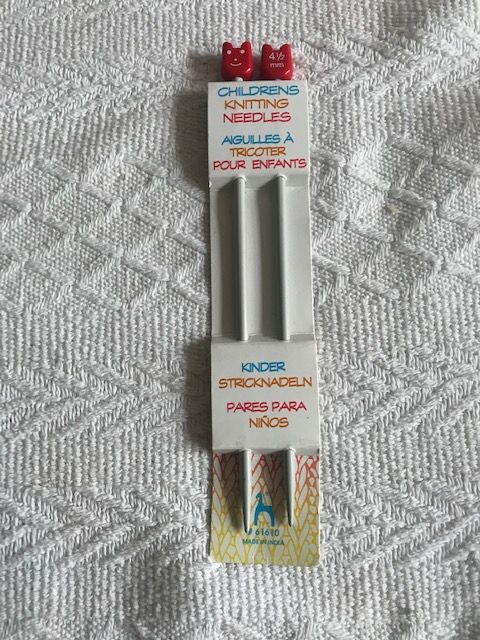 4½
mm
CHILDRENS
KNITTING
NEEDLES
AIGUILLES À
TRICOTER
POUR ENFANTS
KINDER
STRICKNADELN
PARES PARA
NIÑOS
61610
MADE IN INDIA